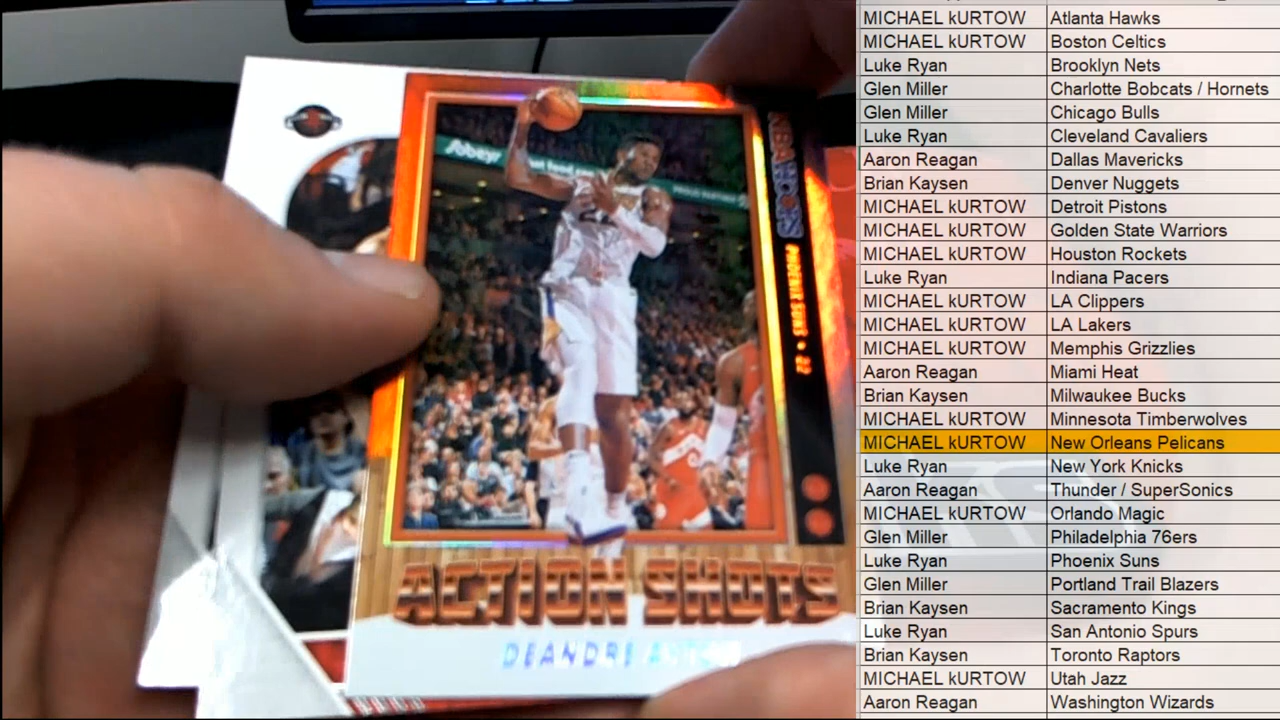 NBA HOOPS
PHOENIX SUNS • 22
ACTION SHOTS
DEANDRE AYTON
MICHAEL kURTOW Atlanta Hawks
MICHAEL kURTOW Boston Celtics
Luke Ryan Brooklyn Nets
Glen Miller Charlotte Bobcats / Hornets
Glen Miller Chicago Bulls
Luke Ryan Cleveland Cavaliers
Aaron Reagan Dallas Mavericks
Brian Kaysen Denver Nuggets
MICHAEL kURTOW Detroit Pistons
MICHAEL kURTOW Golden State Warriors
MICHAEL kURTOW Houston Rockets
Luke Ryan Indiana Pacers
MICHAEL kURTOW LA Clippers
MICHAEL kURTOW LA Lakers
MICHAEL kURTOW Memphis Grizzlies
Aaron Reagan Miami Heat
Brian Kaysen Milwaukee Bucks
MICHAEL kURTOW Minnesota Timberwolves
MICHAEL kURTOW New Orleans Pelicans
Luke Ryan New York Knicks
Aaron Reagan Thunder / SuperSonics
MICHAEL kURTOW Orlando Magic
Glen Miller Philadelphia 76ers
Luke Ryan Phoenix Suns
Glen Miller Portland Trail Blazers
Brian Kaysen Sacramento Kings
Luke Ryan San Antonio Spurs
Brian Kaysen Toronto Raptors
MICHAEL kURTOW Utah Jazz
Aaron Reagan Washington Wizards